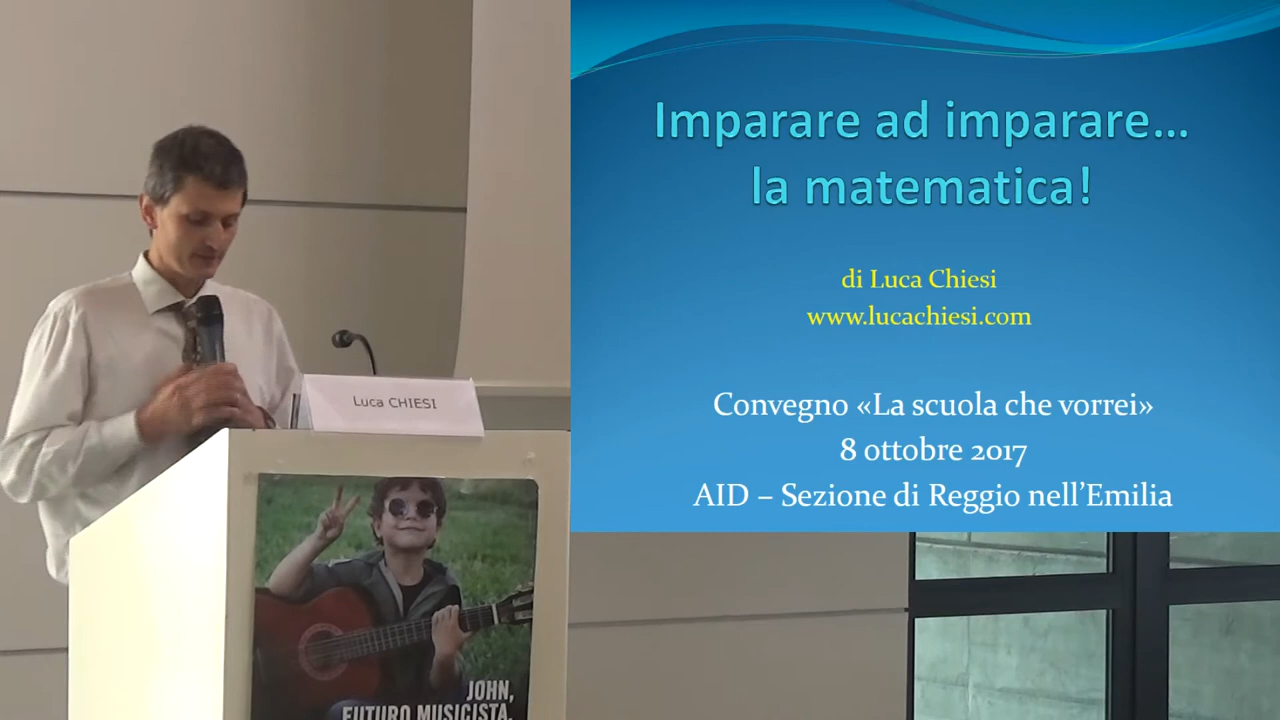 Imparare ad imparare...
la matematica!
di Luca Chiesi
www.lucachiesi.com
Convegno «La scuola che vorrei»
8 ottobre 2017
AID – Sezione di Reggio nell’Emilia
Luca CHIESI
JOHN,
FUTURO MUSICISTA.